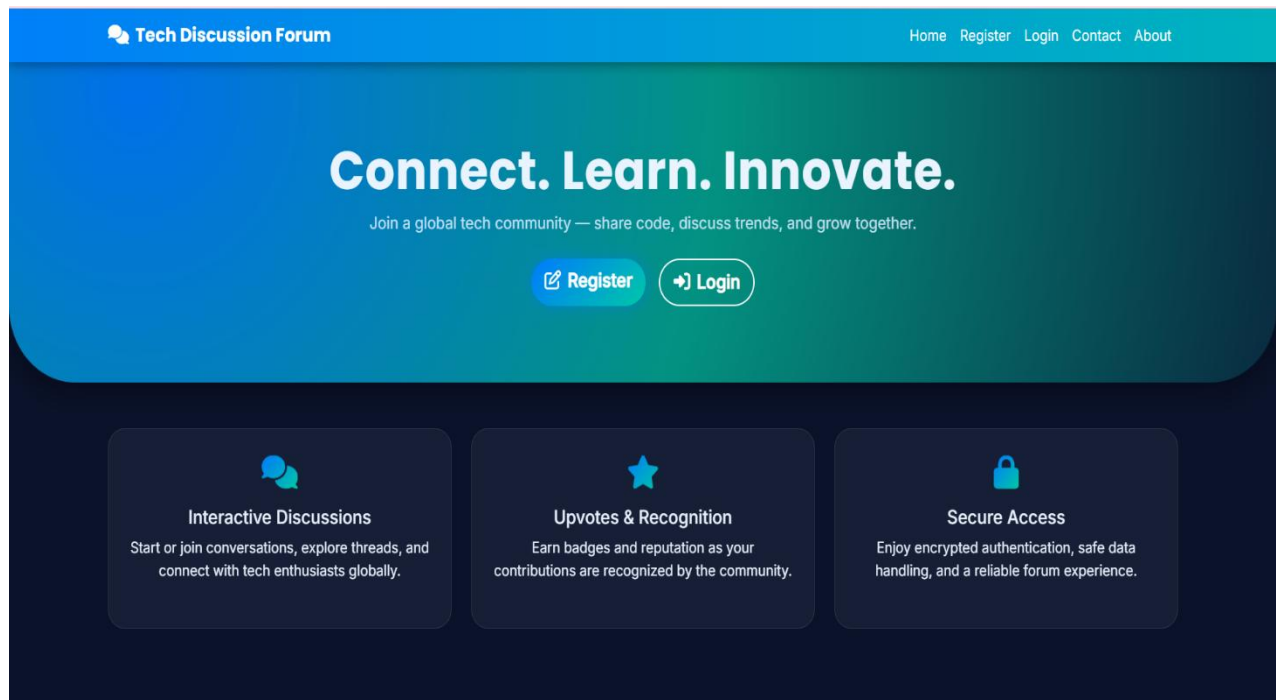 Tech Discussion Forum
Home Register Login Contact About
Connect. Learn. Innovate.
Join a global tech community — share code, discuss trends, and grow together.
Register Login
Interactive Discussions
Start or join conversations, explore threads, and
connect with tech enthusiasts globally.
Upvotes & Recognition
Earn badges and reputation as your
contributions are recognized by the community.
Secure Access
Enjoy encrypted authentication, safe data
handling, and a reliable forum experience.